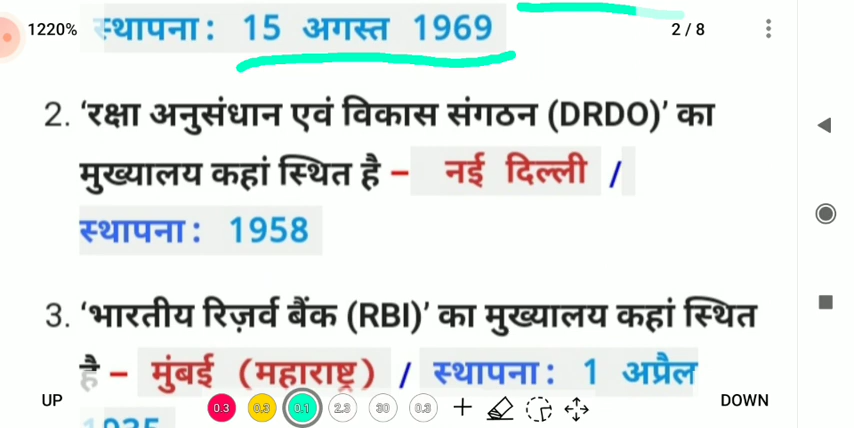 1220% स्थापना: 15 अगस्त 1969 2/8
2. ‘रक्षा अनुसंधान एवं विकास संगठन (DRDO)’ का
मुख्यालय कहां स्थित है – नई दिल्ली /
स्थापना: 1958
3. ‘भारतीय रिज़र्व बैंक (RBI)’ का मुख्यालय कहां स्थित
है – मुंबई (महाराष्ट्र) / स्थापना: 1 अप्रैल
UP 0.3 0.3 0.1 2.3 30 0.3 DOWN
1935